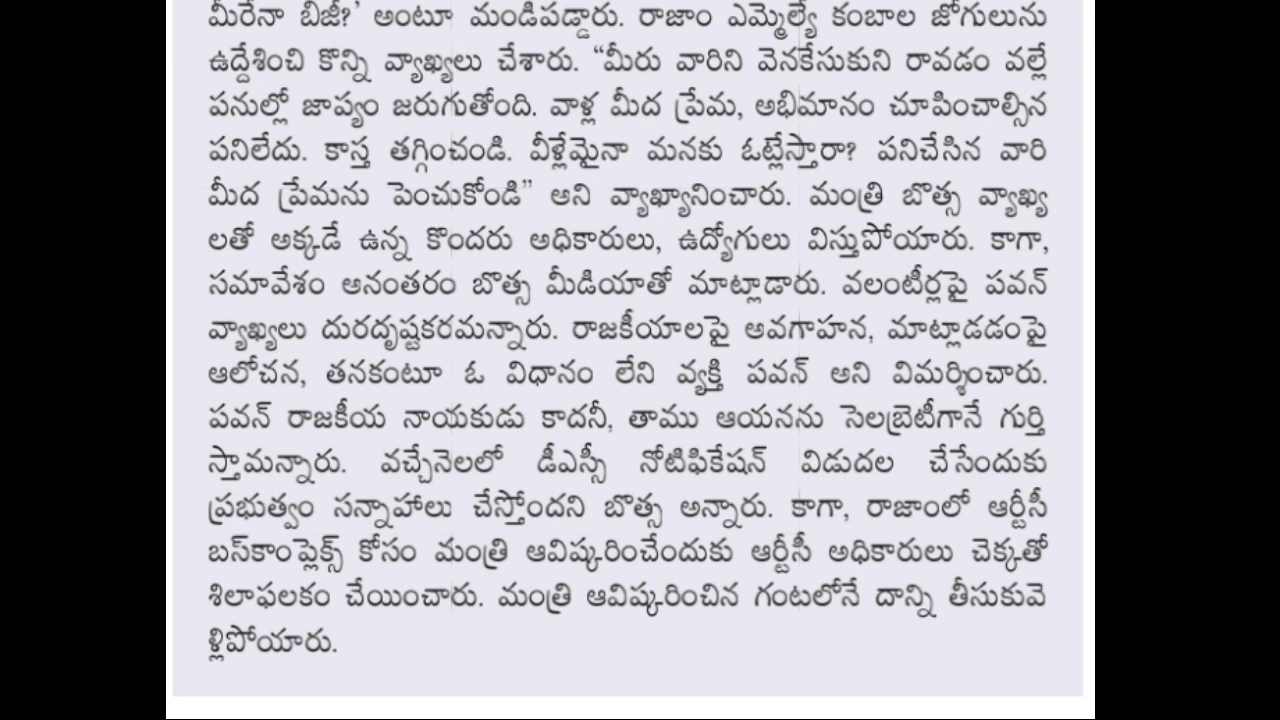 మీరేనా బిజీ?’ అంటూ మండిపడ్డారు. రాజాం ఎమ్మెల్యే కంబాల జోగులును
ఉద్దేశించి కొన్ని వ్యాఖ్యలు చేశారు. “మీరు వారిని వెనకేసుకుని రావడం వల్లే
పనుల్లో జాప్యం జరుగుతోంది. వాళ్ల మీద ప్రేమ, అభిమానం చూపించాల్సిన
పనిలేదు. కాస్త తగ్గించండి. వీళ్లేమైనా మనకు ఓట్లేస్తారా? పనిచేసిన వారి
మీద ప్రేమను పెంచుకోండి” అని వ్యాఖ్యానించారు. మంత్రి బొత్స వ్యాఖ్య
లతో అక్కడే ఉన్న కొందరు అధికారులు, ఉద్యోగులు విస్తుపోయారు. కాగా,
సమావేశం అనంతరం బొత్స మీడియాతో మాట్లాడారు. వలంటీర్లపై పవన్
వ్యాఖ్యలు దురదృష్టకరమన్నారు. రాజకీయాలపై అవగాహన, మాట్లాడడంపై
ఆలోచన, తనకంటూ ఓ విధానం లేని వ్యక్తి పవన్ అని విమర్శించారు.
పవన్ రాజకీయ నాయకుడు కాదనీ, తాము ఆయనను సెలబ్రెటీగానే గుర్తి
స్తామన్నారు. వచ్చేనెలలో డీఎస్సీ నోటిఫికేషన్ విడుదల చేసేందుకు
ప్రభుత్వం సన్నాహాలు చేస్తోందని బొత్స అన్నారు. కాగా, రాజాంలో ఆర్టీసీ
బస్‌కాంప్లెక్స్ కోసం మంత్రి ఆవిష్కరించేందుకు ఆర్టీసీ అధికారులు చెక్కతో
శిలాఫలకం చేయించారు. మంత్రి ఆవిష్కరించిన గంటలోనే దాన్ని తీసుకువె
ళ్లిపోయారు.